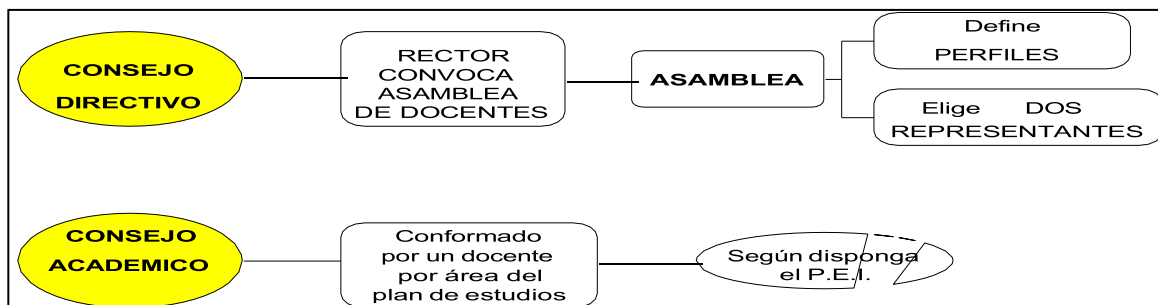 CONSEJO
DIRECTIVO
RECTOR
CONVOCA
ASAMBLEA
DE DOCENTES
ASAMBLEA
Define
PERFILES
Elige DOS
REPRESENTANTES
CONSEJO
ACADEMICO
Conformado
por un docente
por área del
plan de estudios
Según disponga
el P.E.I.